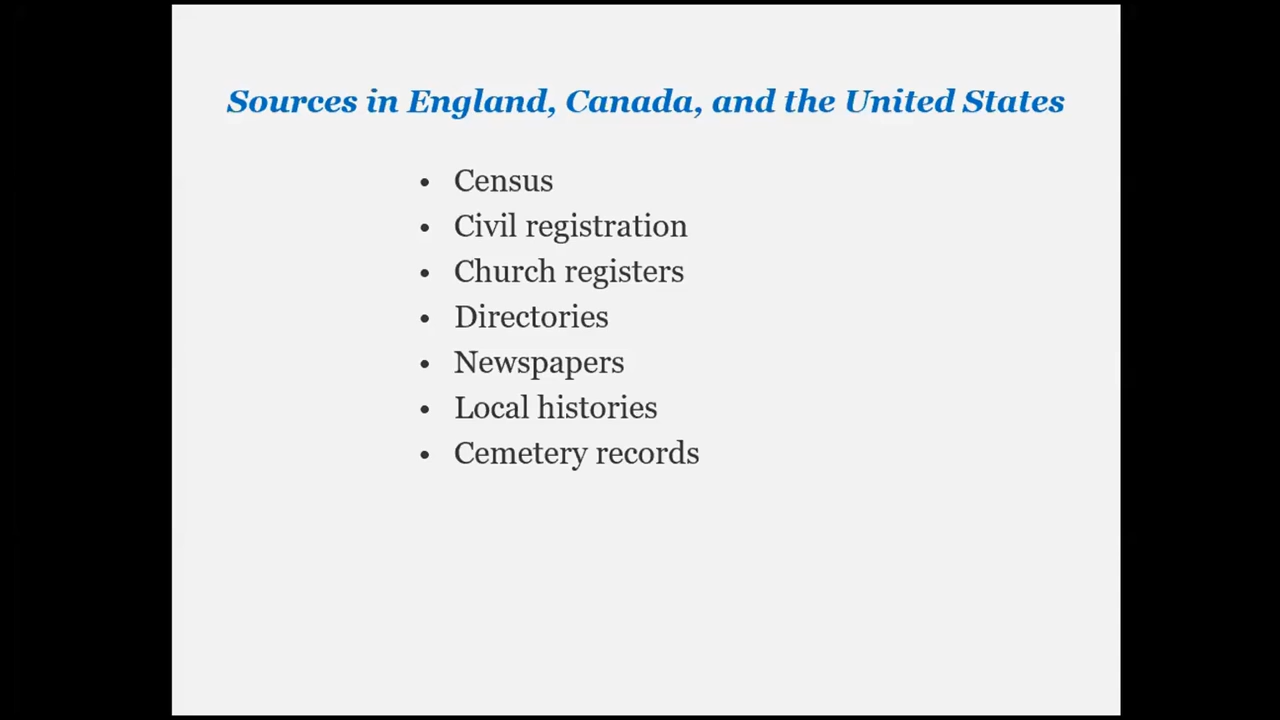 Sources in England, Canada, and the United States
• Census
• Civil registration
• Church registers
• Directories
• Newspapers
• Local histories
• Cemetery records